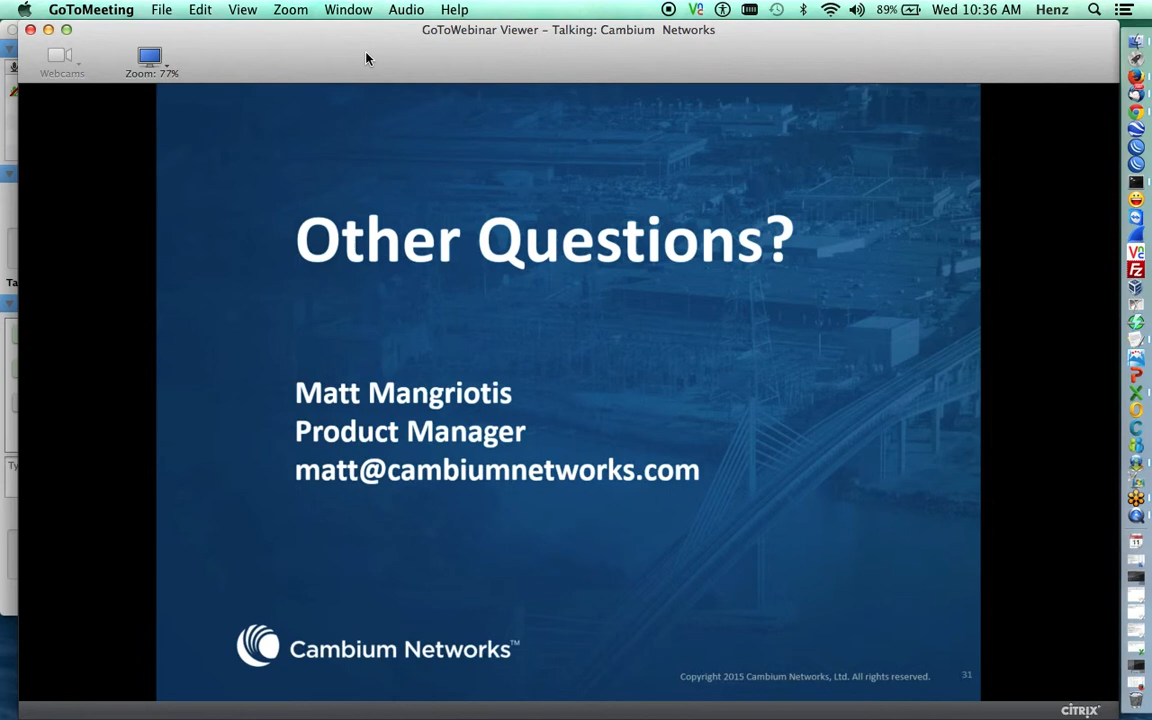 GoToMeeting File Edit View Zoom Window Audio Help 89% Wed 10:36 AM Henz
GoToWebinar Viewer - Talking: Cambium Networks
Webcams
Zoom: 77%
Other Questions?
Matt Mangriotis
Product Manager
matt@cambiumnetworks.com
Cambium Networks™
Copyright 2015 Cambium Networks, Ltd. All rights reserved. 31
CITRIX